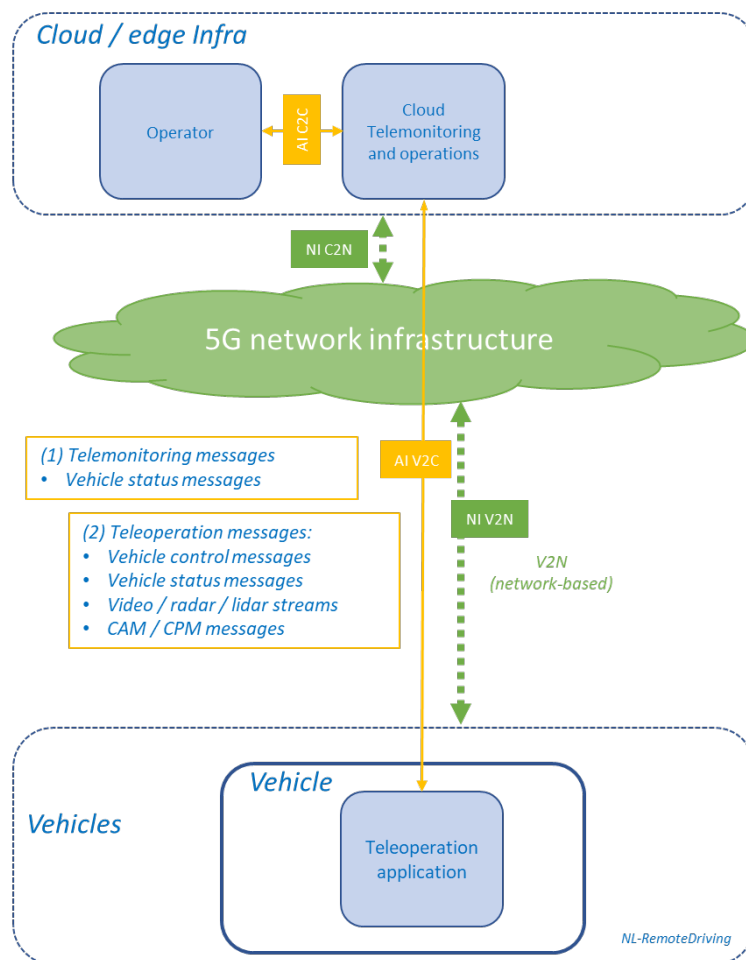 Cloud / edge Infra
Operator
AI C2C
Cloud
Telemonitoring
and operations
NI C2N
5G network infrastructure
(1) Telemonitoring messages
• Vehicle status messages
AI V2C
(2) Teleoperation messages:
• Vehicle control messages
• Vehicle status messages
• Video / radar / lidar streams
• CAM / CPM messages
NI V2N
V2N
(network-based)
Vehicle
Vehicles
Teleoperation
application
NL-RemoteDriving